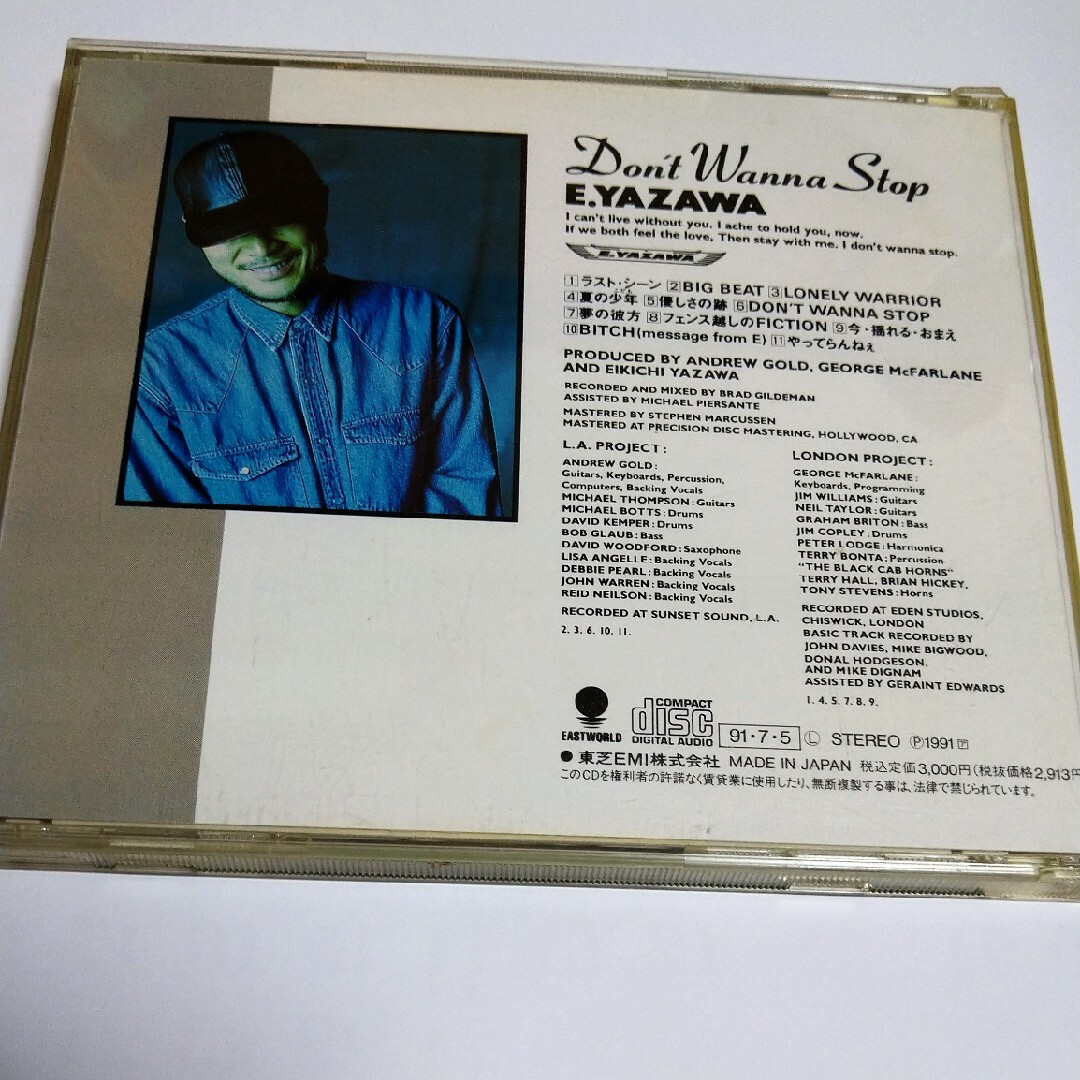 Don't Wanna Stop
E.YAZAWA
I can't live without you. I ache to hold you, now.
If we both feel the love, Then stay with me. I don't wanna stop.
E.YAZAWA
1 ラスト・シーン 2 BIG BEAT 3 LONELY WARRIOR
4 夏の少年 5 優しさの跡 6 DON'T WANNA STOP
7 夢の彼方 8 フェンス越しのFICTION 9 今・揺れる・おまえ
10 BITCH(message from E) 11 やってらんねぇ
PRODUCED BY ANDREW GOLD, GEORGE McFARLANE
AND EIKICHI YAZAWA
RECORDED AND MIXED BY BRAD GILDEMAN
ASSISTED BY MICHAEL PIERSANTE
MASTERED BY STEPHEN MARCUSSEN
MASTERED AT PRECISION DISC MASTERING, HOLLYWOOD, CA
L.A. PROJECT:
ANDREW GOLD:
Guitars, Keyboards, Percussion,
Computers, Backing Vocals
MICHAEL THOMPSON: Guitars
MICHAEL BOTTS: Drums
DAVID KEMPER: Drums
BOB GLAUB: Bass
DAVID WOODFORD: Saxophone
LISA ANGELLE: Backing Vocals
DEBBIE PEARL: Backing Vocals
JOHN WARREN: Backing Vocals
REID NEILSON: Backing Vocals
RECORDED AT SUNSET SOUND, L.A.
2. 3. 6. 10. 11.
LONDON PROJECT:
GEORGE McFARLANE:
Keyboards, Programming
JIM WILLIAMS: Guitars
NEIL TAYLOR: Guitars
GRAHAM BRITON: Bass
JIM COPLEY: Drums
PETER LODGE: Harmonica
TERRY BONTA: Percussion
"THE BLACK CAB HORNS"
TERRY HALL, BRIAN HICKEY,
TONY STEVENS: Horns
RECORDED AT EDEN STUDIOS,
CHISWICK, LONDON
BASIC TRACK RECORDED BY
JOHN DAVIES, MIKE BIGWOOD,
DONAL HODGESON,
AND MIKE DIGNAM
ASSISTED BY GERAINT EDWARDS
1. 4. 5. 7. 8. 9.
EASTWORLD
COMPACT
disc
DIGITAL AUDIO
91・7・5 Ⓛ STEREO Ⓟ1991
●東芝EMI株式会社 MADE IN JAPAN 税込定価3,000円(税抜価格2,913円
このCDを権利者の許諾なく賃貸業に使用したり、無断複製する事は、法律で禁じられています。